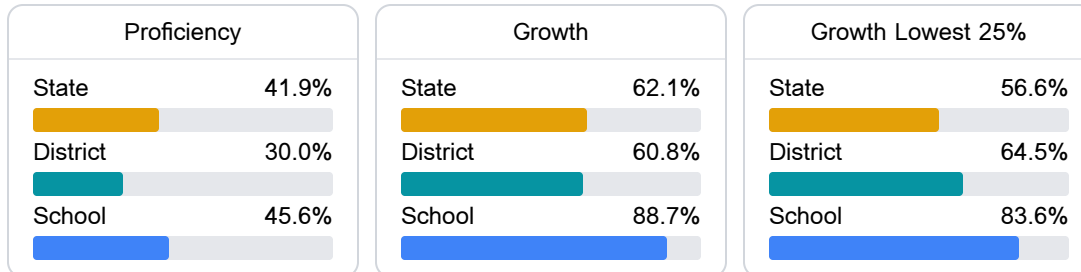 Proficiency
State 41.9%
District 30.0%
School 45.6%
Growth
State 62.1%
District 60.8%
School 88.7%
Growth Lowest 25%
State 56.6%
District 64.5%
School 83.6%